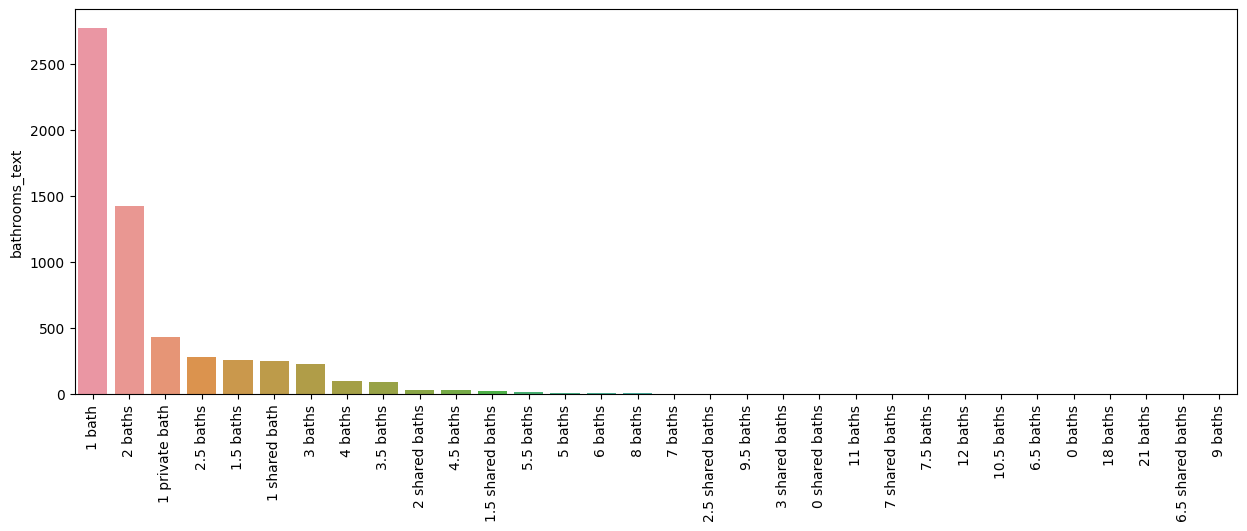 bathrooms_text
2500
2000
1500
1000
500
0
1 bath
2 baths
1 private bath
2.5 baths
1.5 baths
1 shared bath
3 baths
4 baths
3.5 baths
2 shared baths
4.5 baths
1.5 shared baths
5.5 baths
5 baths
6 baths
8 baths
7 baths
2.5 shared baths
9.5 baths
3 shared baths
0 shared baths
11 baths
7 shared baths
7.5 baths
12 baths
10.5 baths
6.5 baths
0 baths
18 baths
21 baths
6.5 shared baths
9 baths